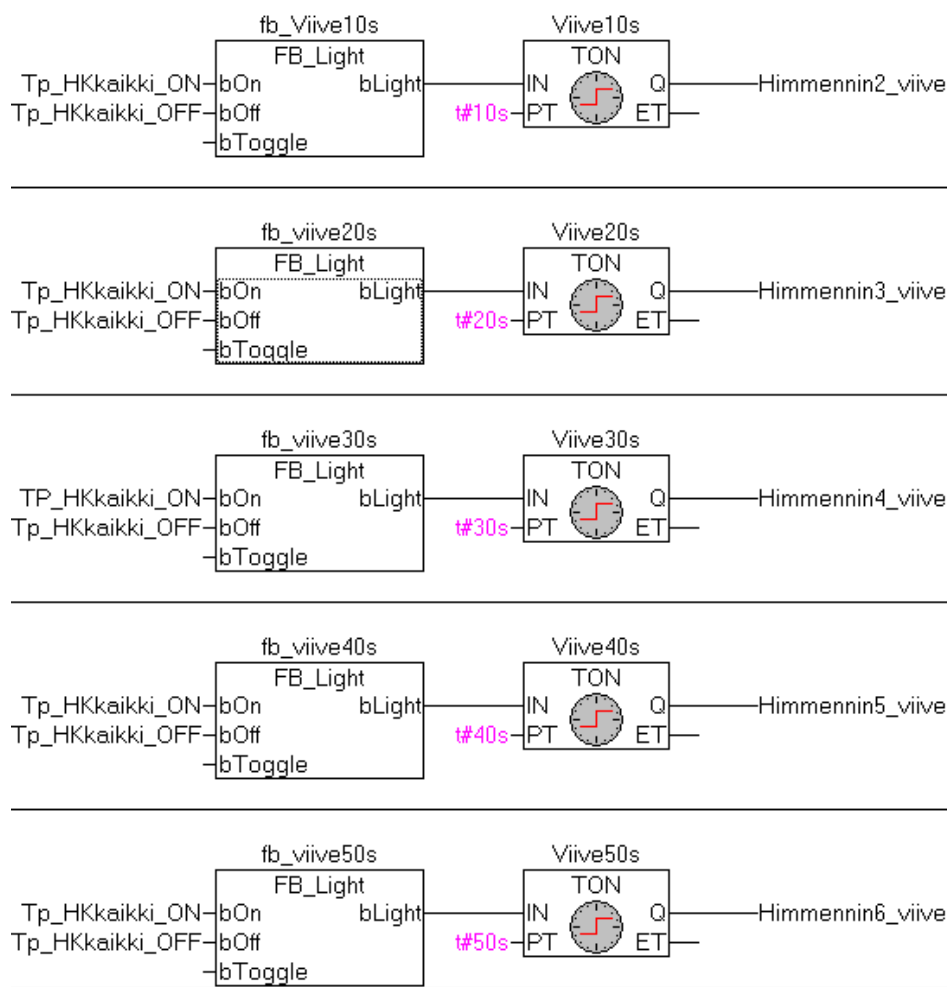 fb_Viive10s Viive10s
FB_Light TON
Tp_HKkaikki_ON bOn bLight IN Q Himmennin2_viive
Tp_HKkaikki_OFF bOff t#10s PT ET
bToggle
fb_viive20s Viive20s
FB_Light TON
Tp_HKkaikki_ON bOn bLight IN Q Himmennin3_viive
Tp_HKkaikki_OFF bOff t#20s PT ET
bToggle
fb_viive30s Viive30s
FB_Light TON
TP_HKkaikki_ON bOn bLight IN Q Himmennin4_viive
Tp_HKkaikki_OFF bOff t#30s PT ET
bToggle
fb_viive40s Viive40s
FB_Light TON
Tp_HKkaikki_ON bOn bLight IN Q Himmennin5_viive
Tp_HKkaikki_OFF bOff t#40s PT ET
bToggle
fb_viive50s Viive50s
FB_Light TON
Tp_HKkaikki_ON bOn bLight IN Q Himmennin6_viive
Tp_HKkaikki_OFF bOff t#50s PT ET
bToggle